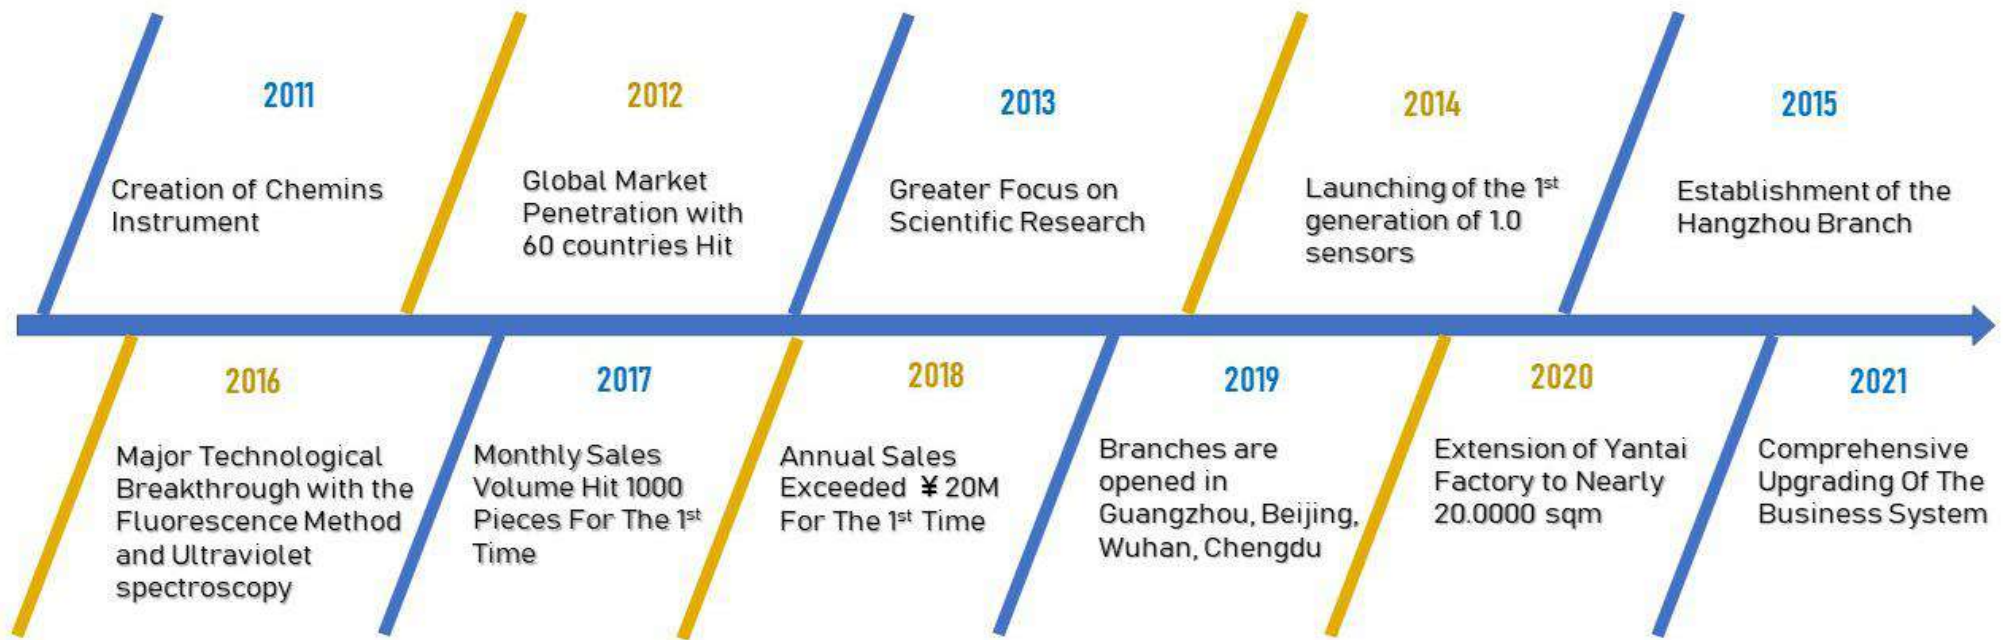 2011
Creation of Chemins
Instrument
2012
Global Market
Penetration with
60 countries Hit
2013
Greater Focus on
Scientific Research
2014
Launching of the 1st
generation of 1.0
sensors
2015
Establishment of the
Hangzhou Branch
2016
Major Technological
Breakthrough with the
Fluorescence Method
and Ultraviolet
spectroscopy
2017
Monthly Sales
Volume Hit 1000
Pieces For The 1st
Time
2018
Annual Sales
Exceeded ¥ 20M
For The 1st Time
2019
Branches are
opened in
Guangzhou, Beijing,
Wuhan, Chengdu
2020
Extension of Yantai
Factory to Nearly
20.0000 sqm
2021
Comprehensive
Upgrading Of The
Business System